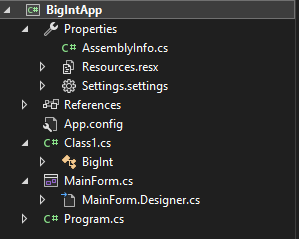 BigIntApp
Properties
C# AssemblyInfo.cs
Resources.resx
Settings.settings
References
App.config
C# Class1.cs
BigInt
MainForm.cs
MainForm.Designer.cs
C# Program.cs